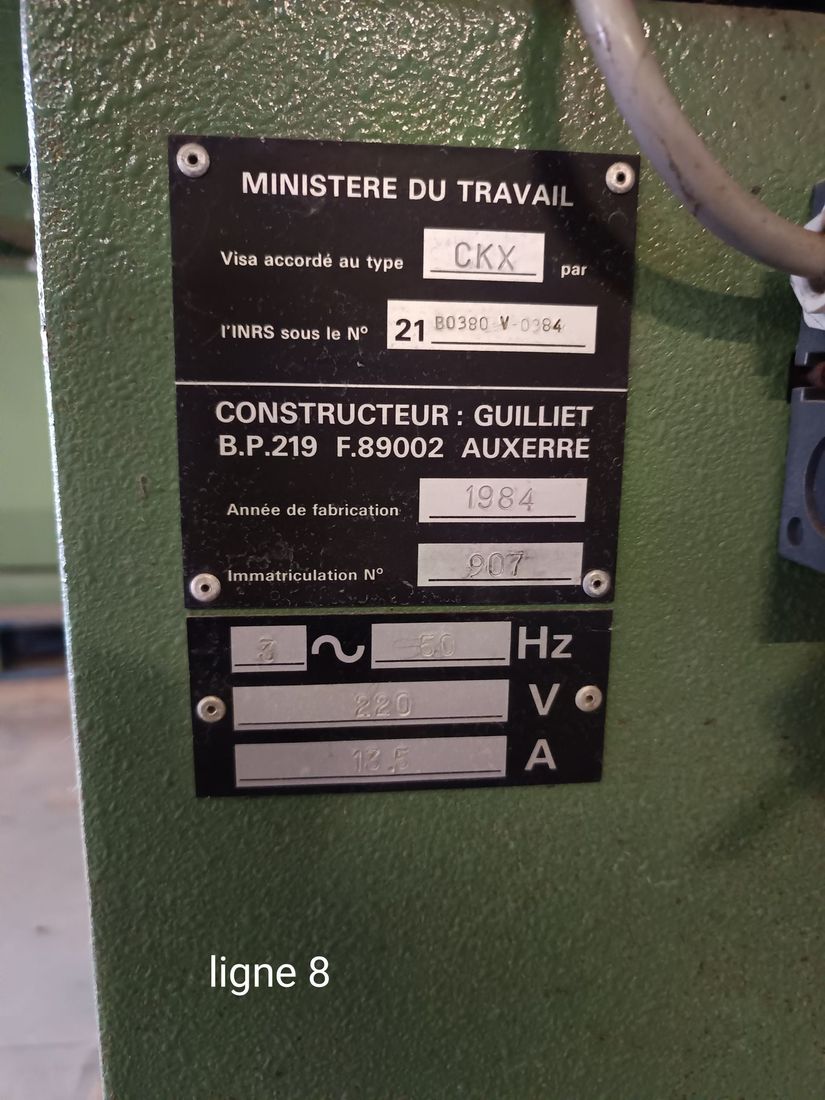 MINISTERE DU TRAVAIL
Visa accordé au type CKX par
l'INRS sous le N° 21 B0380 V-0384
CONSTRUCTEUR : GUILLIET
B.P.219 F.89002 AUXERRE
Année de fabrication 1984
Immatriculation N° 907
3 ~ 50 Hz
220 V
13,5 A
ligne 8